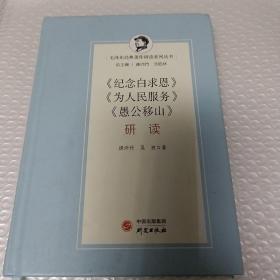 毛泽东经典著作研读系列丛书
《纪念白求恩》
《为人民服务》
《愚公移山》
研读
中国出版集团
研究出版社